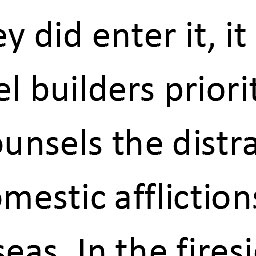 ey did enter it, it
el builders priorit
ounsels the distra
omestic afflictions
seas. In the firesi